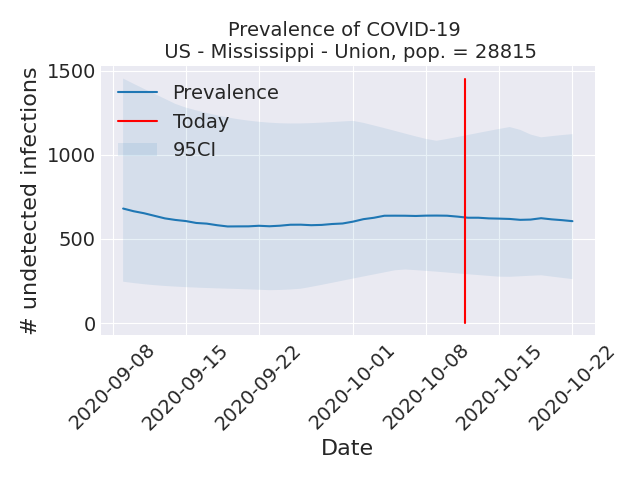 Prevalence of COVID-19
US - Mississippi - Union, pop. = 28815
# undetected infections
1500
1000
500
0
Prevalence
Today
95CI
2020-09-08
2020-09-15
2020-09-22
2020-10-01
2020-10-08
2020-10-15
2020-10-22
Date